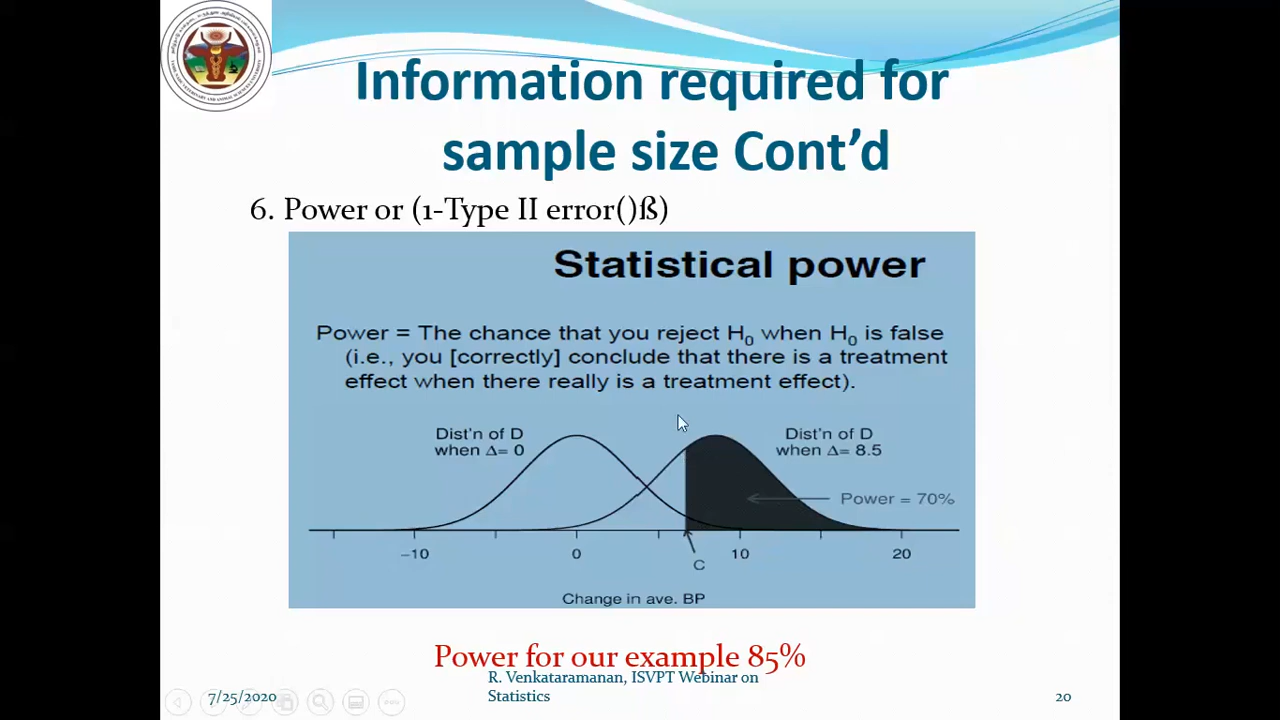 Information required for
sample size Cont’d
6. Power or (1-Type II error()ß)
Statistical power
Power = The chance that you reject H0 when H0 is false
(i.e., you [correctly] conclude that there is a treatment
effect when there really is a treatment effect).
Dist'n of D
when Δ= 0
Dist'n of D
when Δ= 8.5
Power = 70%
−10 0 10 20
C
Change in ave. BP
Power for our example 85%
R. Venkataramanan, ISVPT Webinar on
Statistics
7/25/2020
20